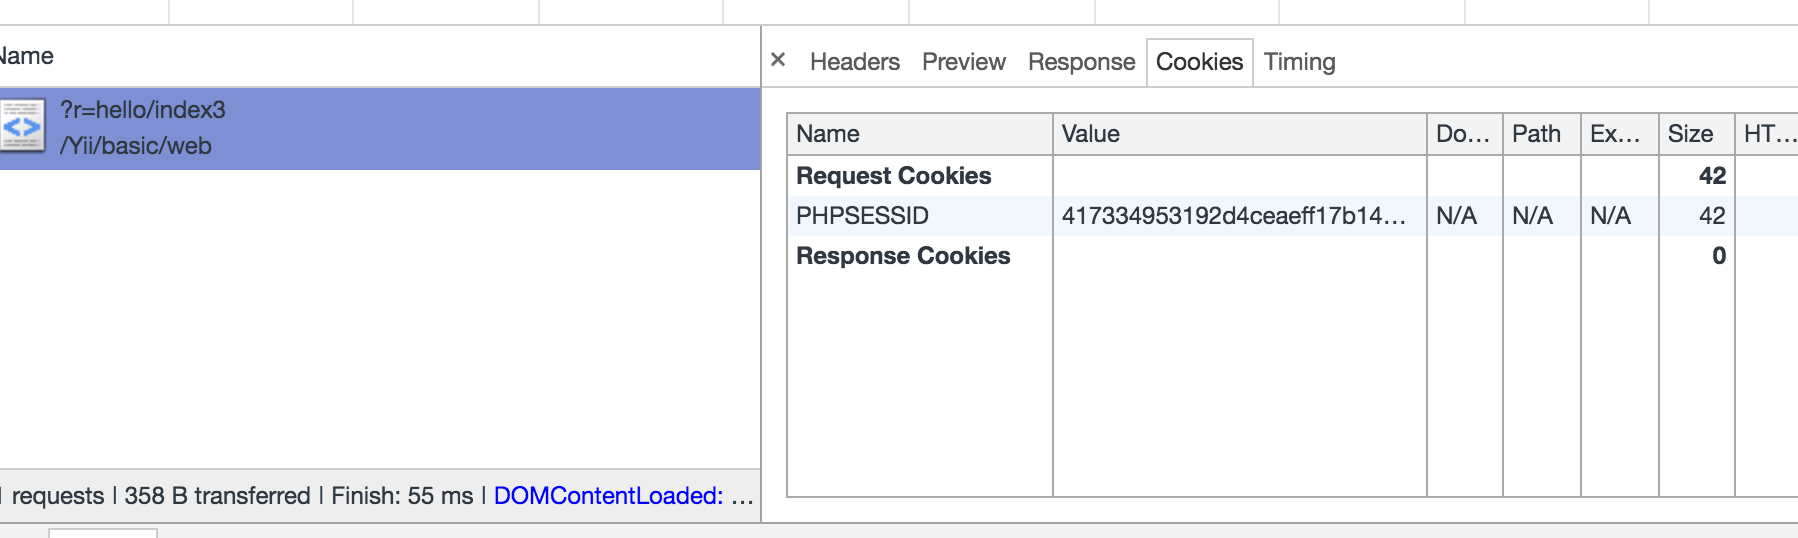 Name
?r=hello/index3
/Yii/basic/web
requests | 358 B transferred | Finish: 55 ms | DOMContentLoaded: ...
× Headers Preview Response Cookies Timing
Name Value Do... Path Ex... Size HT...
Request Cookies 42
PHPSESSID 417334953192d4ceaeff17b14... N/A N/A N/A 42
Response Cookies 0